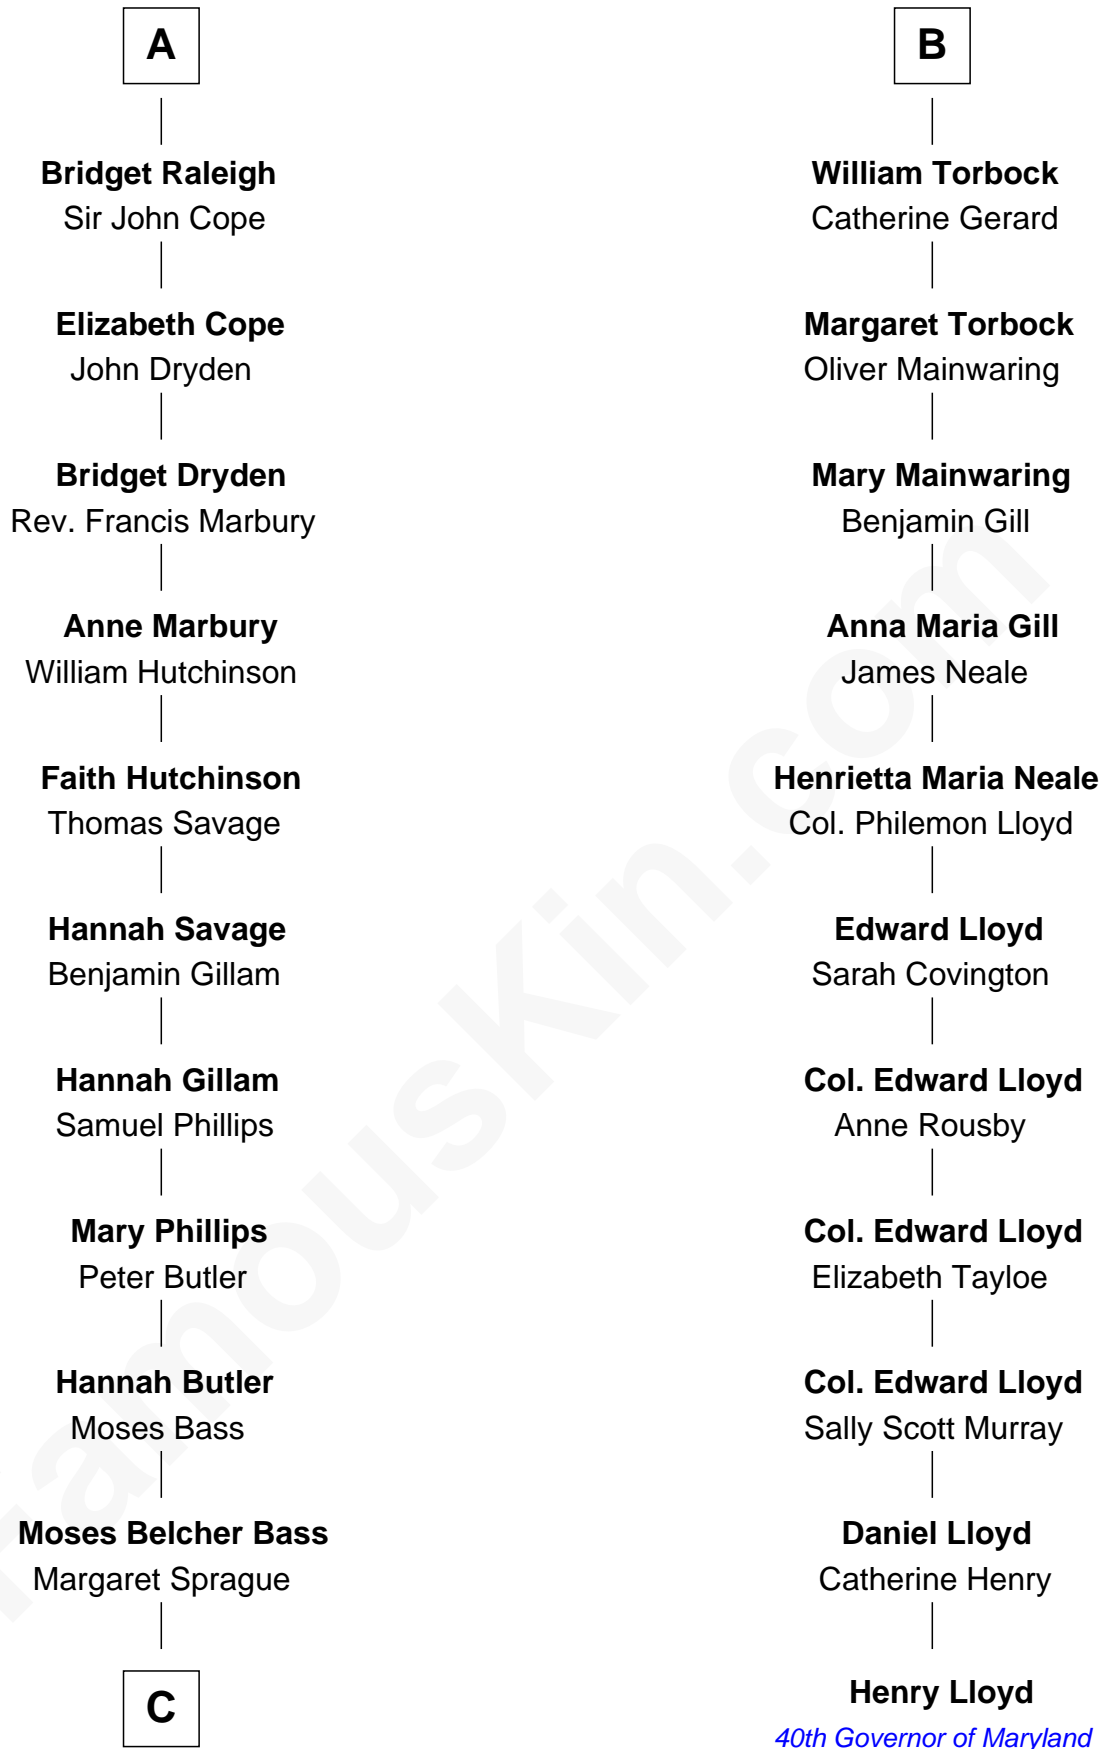 A
Bridget Raleigh
Sir John Cope
Elizabeth Cope
John Dryden
Bridget Dryden
Rev. Francis Marbury
Anne Marbury
William Hutchinson
Faith Hutchinson
Thomas Savage
Hannah Savage
Benjamin Gillam
Hannah Gillam
Samuel Phillips
Mary Phillips
Peter Butler
Hannah Butler
Moses Bass
Moses Belcher Bass
Margaret Sprague
C
B
William Torbock
Catherine Gerard
Margaret Torbock
Oliver Mainwaring
Mary Mainwaring
Benjamin Gill
Anna Maria Gill
James Neale
Henrietta Maria Neale
Col. Philemon Lloyd
Edward Lloyd
Sarah Covington
Col. Edward Lloyd
Anne Rousby
Col. Edward Lloyd
Elizabeth Tayloe
Col. Edward Lloyd
Sally Scott Murray
Daniel Lloyd
Catherine Henry
Henry Lloyd
40th Governor of Maryland
FamousKin.com